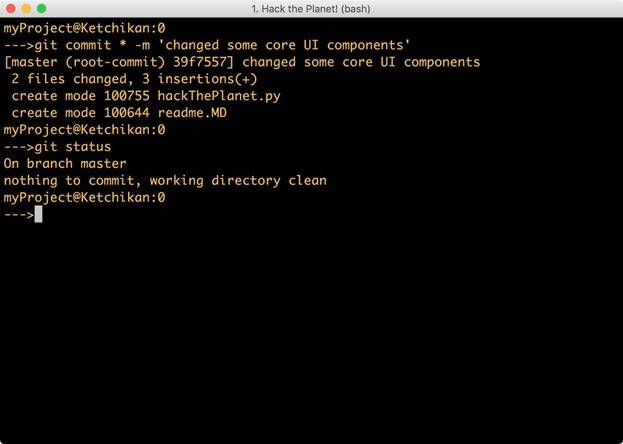 1. Hack the Planet! (bash)
myProject@Ketchikan:0
--->git commit * -m 'changed some core UI components'
[master (root-commit) 39f7557] changed some core UI components
 2 files changed, 3 insertions(+)
 create mode 100755 hackThePlanet.py
 create mode 100644 readme.MD
myProject@Ketchikan:0
--->git status
On branch master
nothing to commit, working directory clean
myProject@Ketchikan:0
--->